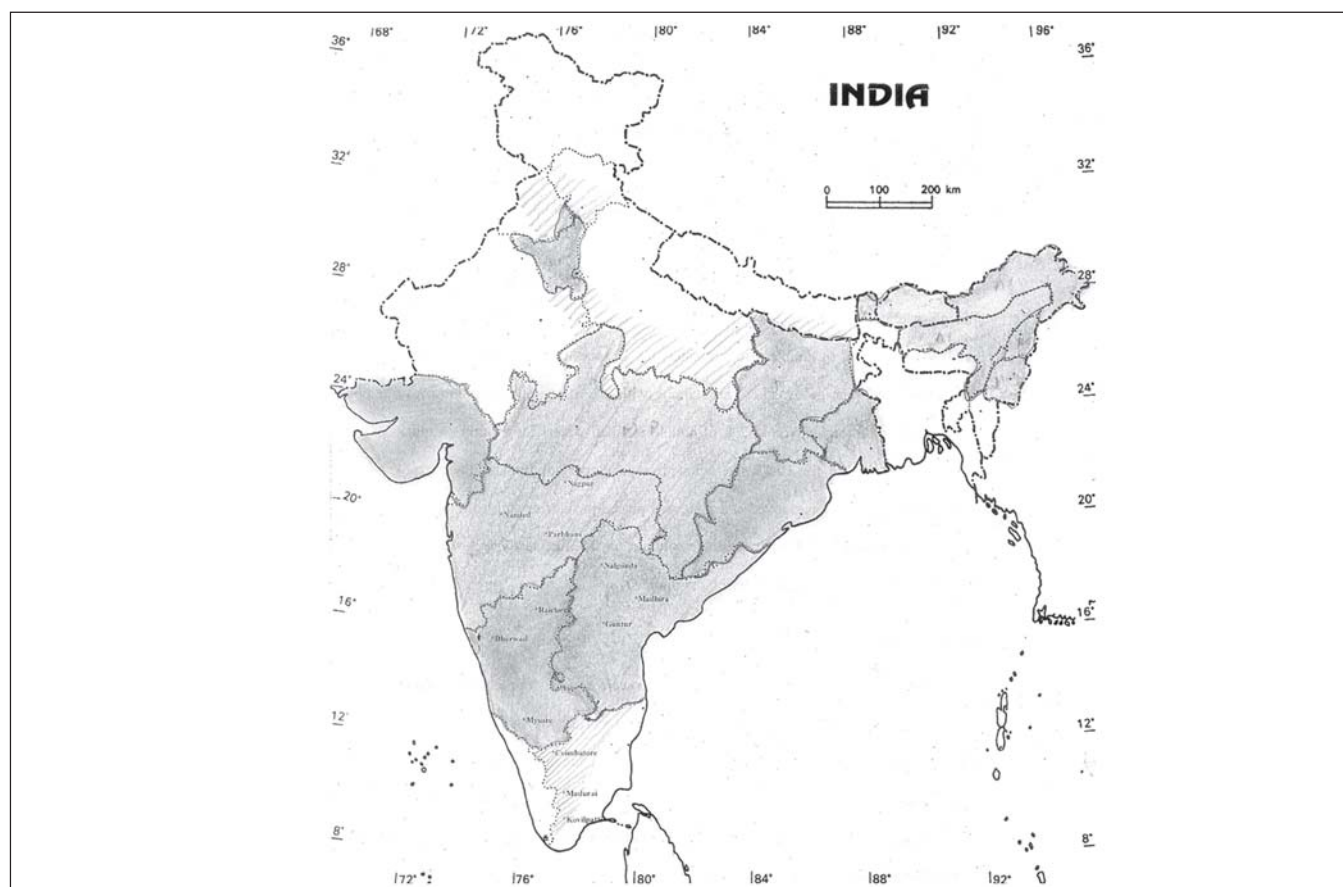 68° 72° 76° 80° 84° 88° 92° 96°
36° 36°
INDIA
32° 32°
0 100 200 km
28° 28°
24° 24°
Nagpur
20° 20°
Nanded
Parbhani
Nalgonda
Madhira
16° Raichur 16°
Guntur
Dharwad
12° Mysore 12°
Coimbatore
Madurai
8° 8°
72° 76° 80° 84° 88° 92°